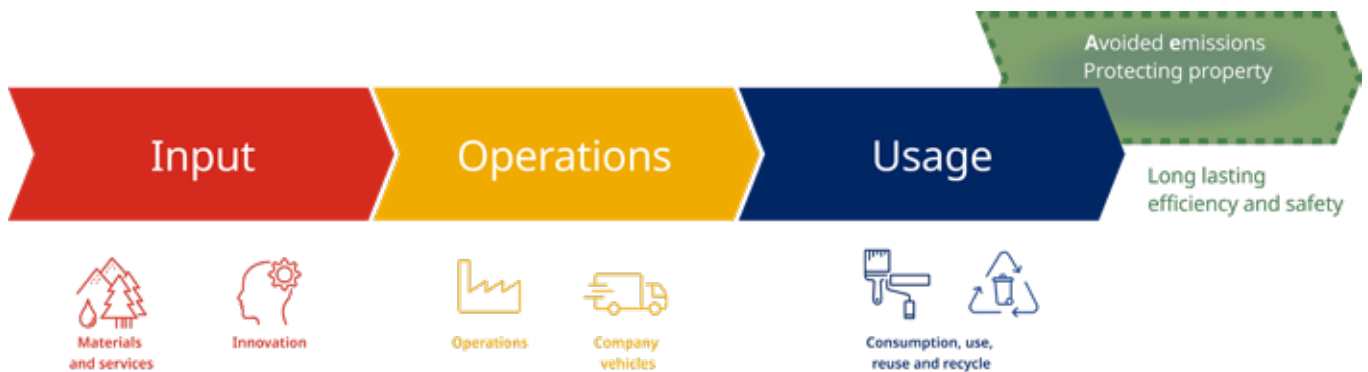 Avoided emissions
Protecting property
Input
Operations
Usage
Long lasting
efficiency and safety
Materials
and services
Innovation
Operations
Company
vehicles
Consumption, use,
reuse and recycle